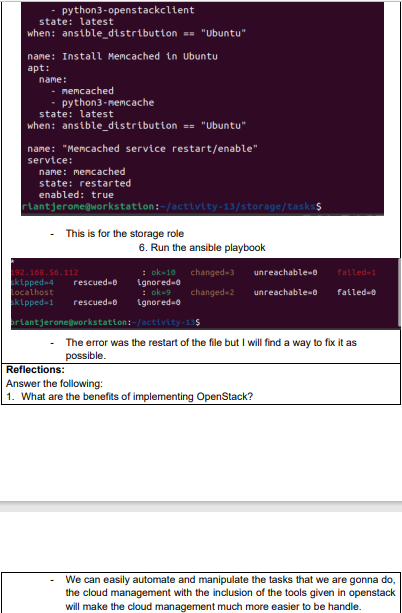 - python3-openstackclient
state: latest
when: ansible_distribution == "Ubuntu"
name: Install Memcached in Ubuntu
apt:
name:
- memcached
- python3-memcache
state: latest
when: ansible_distribution == "Ubuntu"
name: "Memcached service restart/enable"
service:
name: memcached
state: restarted
enabled: true
riantjerome@workstation:~/activity-13/storage/tasks$
- This is for the storage role
6. Run the ansible playbook
192.168.56.112 : ok=10 changed=3 unreachable=0 failed=1
skipped=4 rescued=0 ignored=0
localhost : ok=9 changed=2 unreachable=0 failed=0
skipped=1 rescued=0 ignored=0
briantjerome@workstation:~/activity-13$
- The error was the restart of the file but I will find a way to fix it as
possible.
Reflections:
Answer the following:
1. What are the benefits of implementing OpenStack?
- We can easily automate and manipulate the tasks that we are gonna do,
the cloud management with the inclusion of the tools given in openstack
will make the cloud management much more easier to be handle.